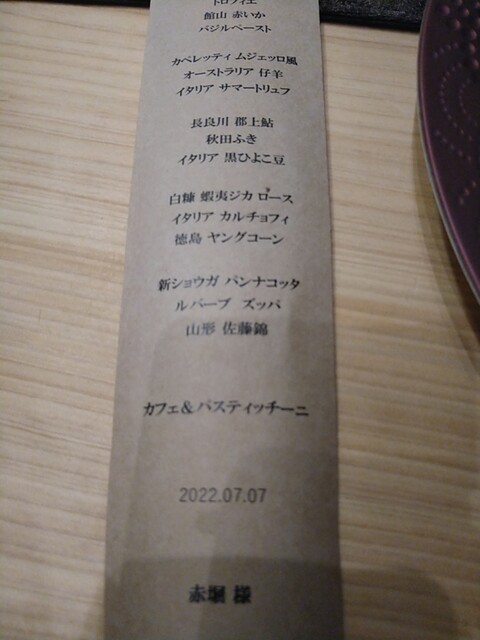 トロフィエ
館山 赤いか
バジルペースト
カペレッティ ムジェッロ風
オーストラリア 仔羊
イタリア サマートリュフ
長良川 郡上鮎
秋田ふき
イタリア 黒ひよこ豆
白糠 蝦夷ジカ ロース
イタリア カルチョフィ
徳島 ヤングコーン
新ショウガ パンナコッタ
ルバーブ ズッパ
山形 佐藤錦
カフェ&パスティッチーニ
2022.07.07
赤堀 様